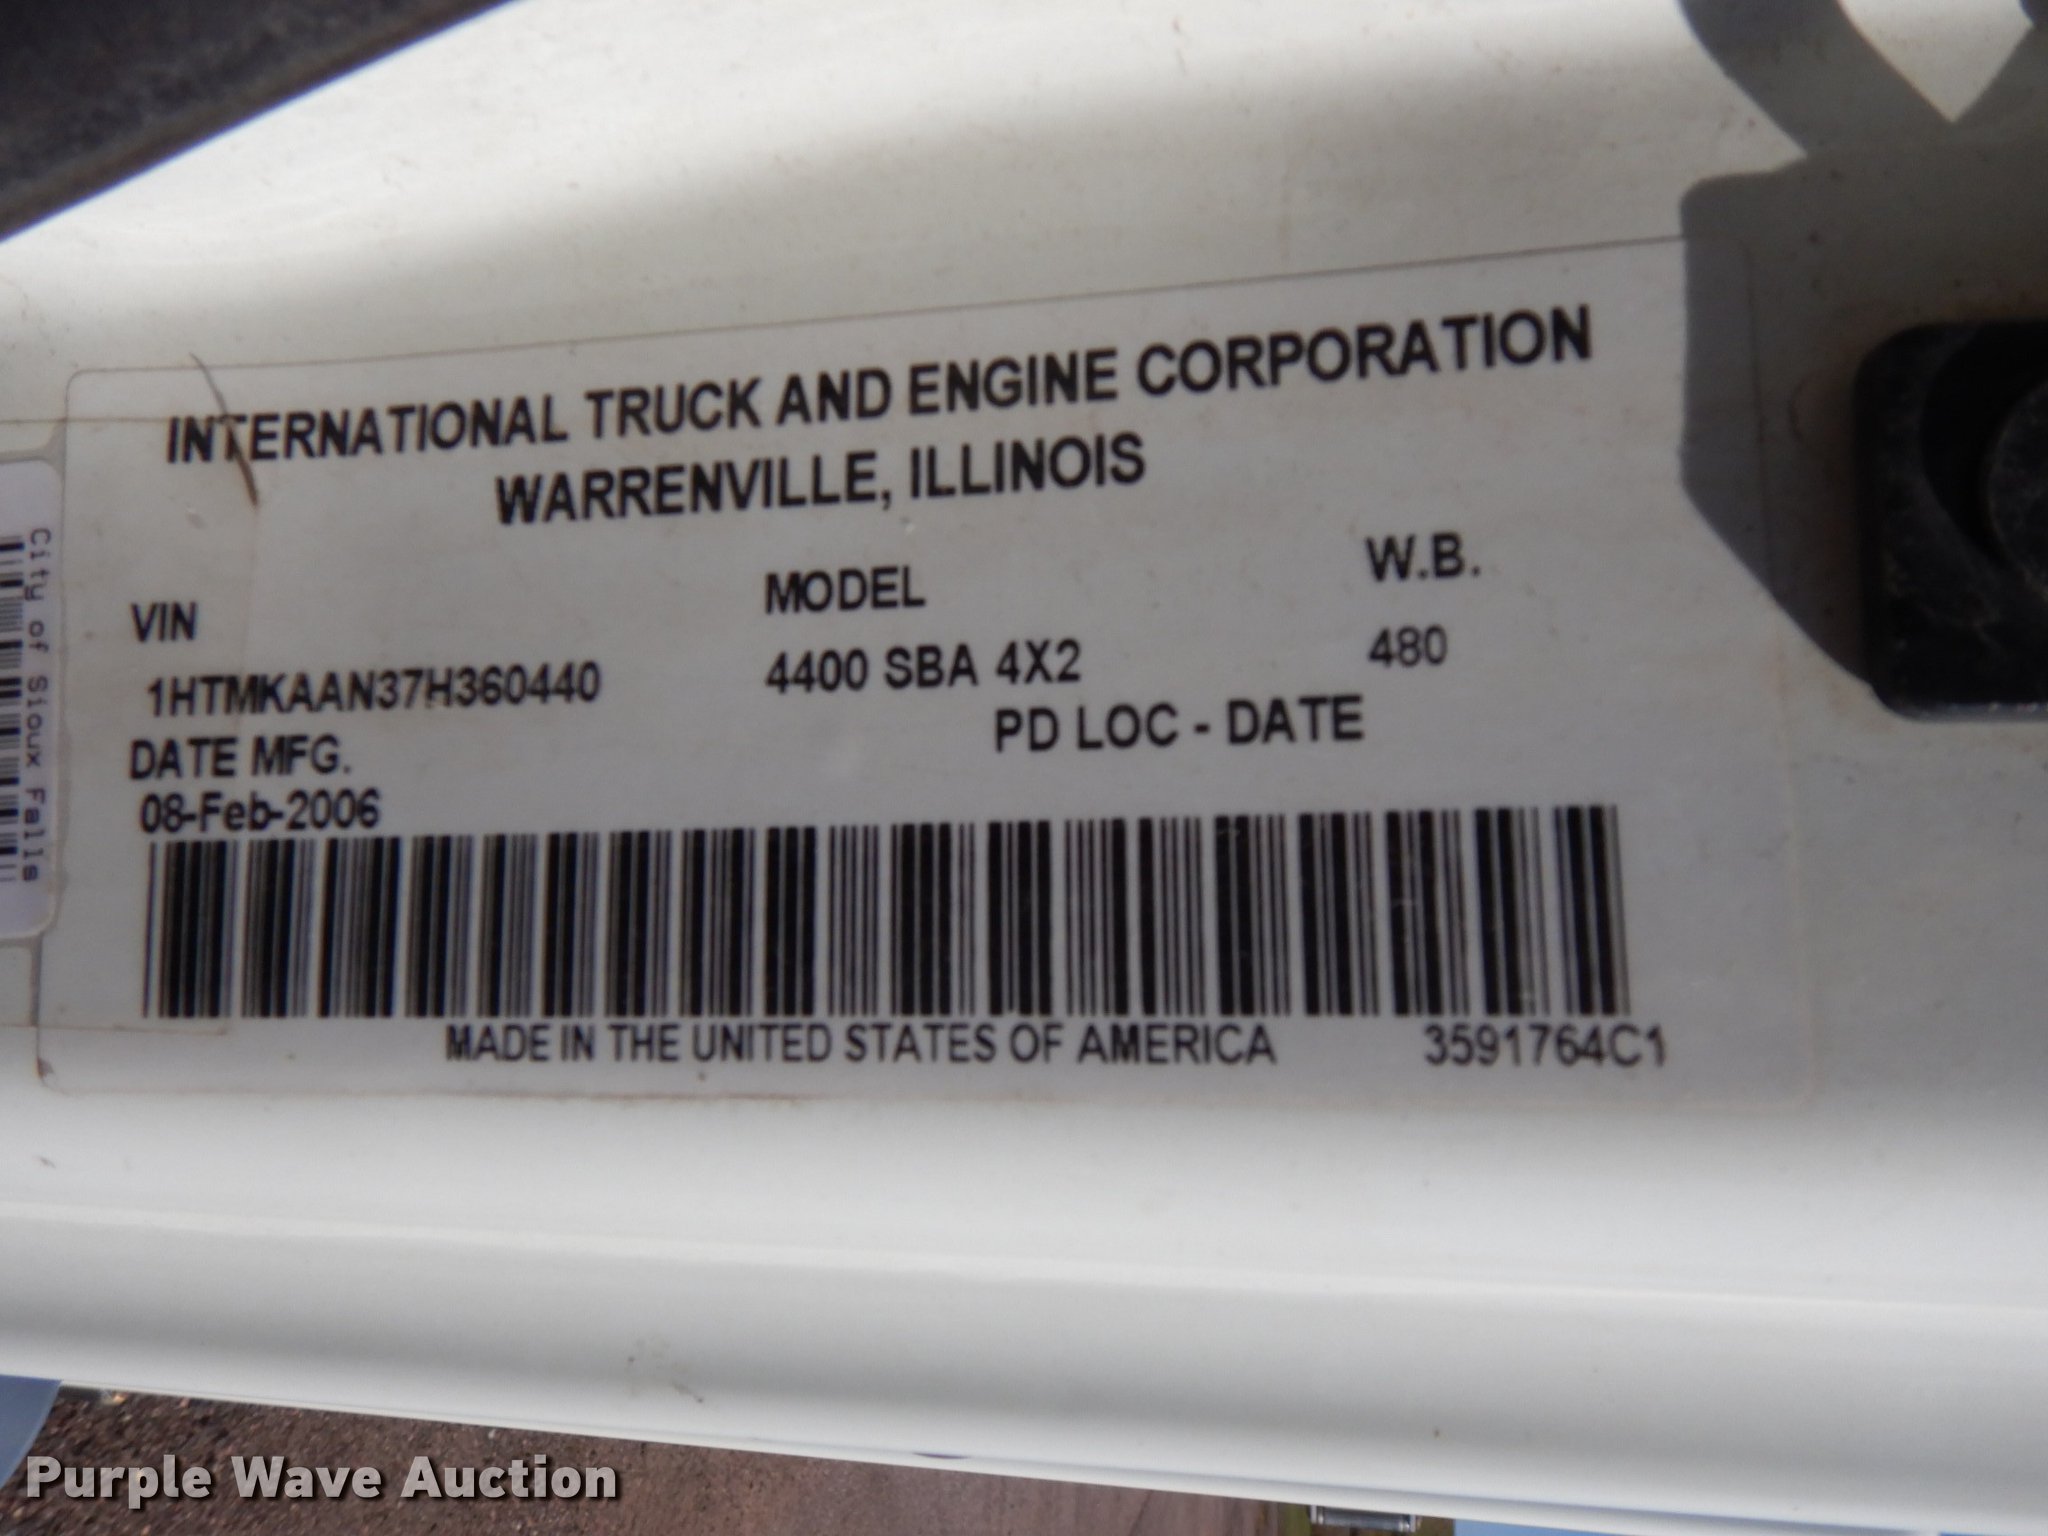 INTERNATIONAL TRUCK AND ENGINE CORPORATION
WARRENVILLE, ILLINOIS
VIN MODEL W.B.
1HTMKAAN37H360440 4400 SBA 4X2 480
DATE MFG. PD LOC - DATE
08-Feb-2006
MADE IN THE UNITED STATES OF AMERICA 3591764C1
City of Sioux Falls
Purple Wave Auction